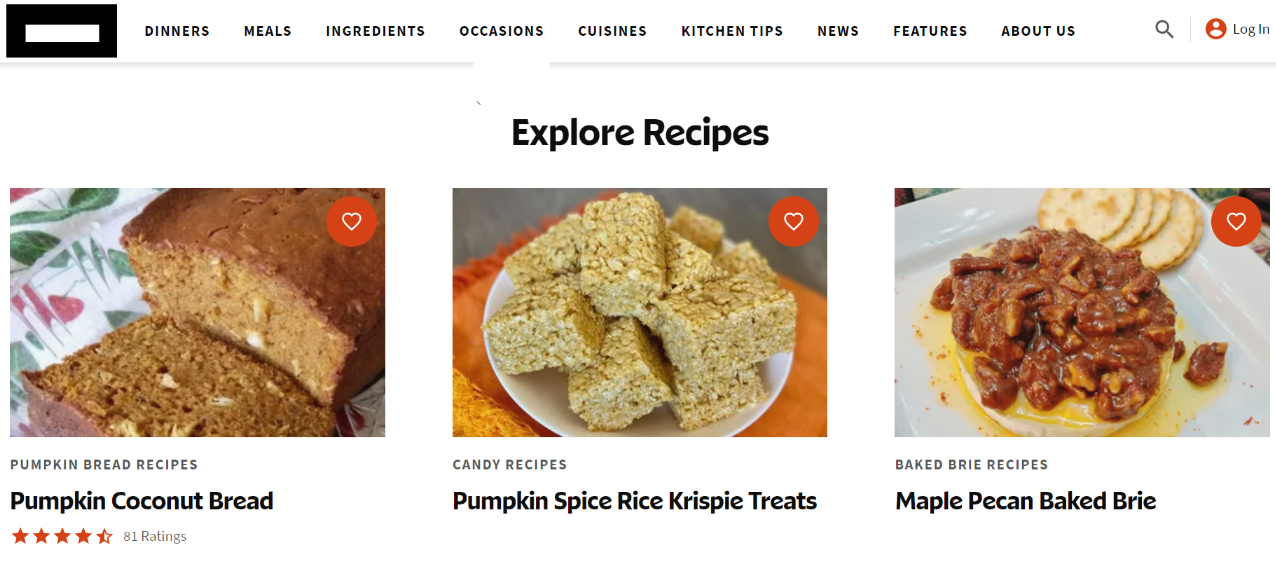 DINNERS MEALS INGREDIENTS OCCASIONS CUISINES KITCHEN TIPS NEWS FEATURES ABOUT US Log In
Explore Recipes
PUMPKIN BREAD RECIPES
Pumpkin Coconut Bread
81 Ratings
CANDY RECIPES
Pumpkin Spice Rice Krispie Treats
BAKED BRIE RECIPES
Maple Pecan Baked Brie